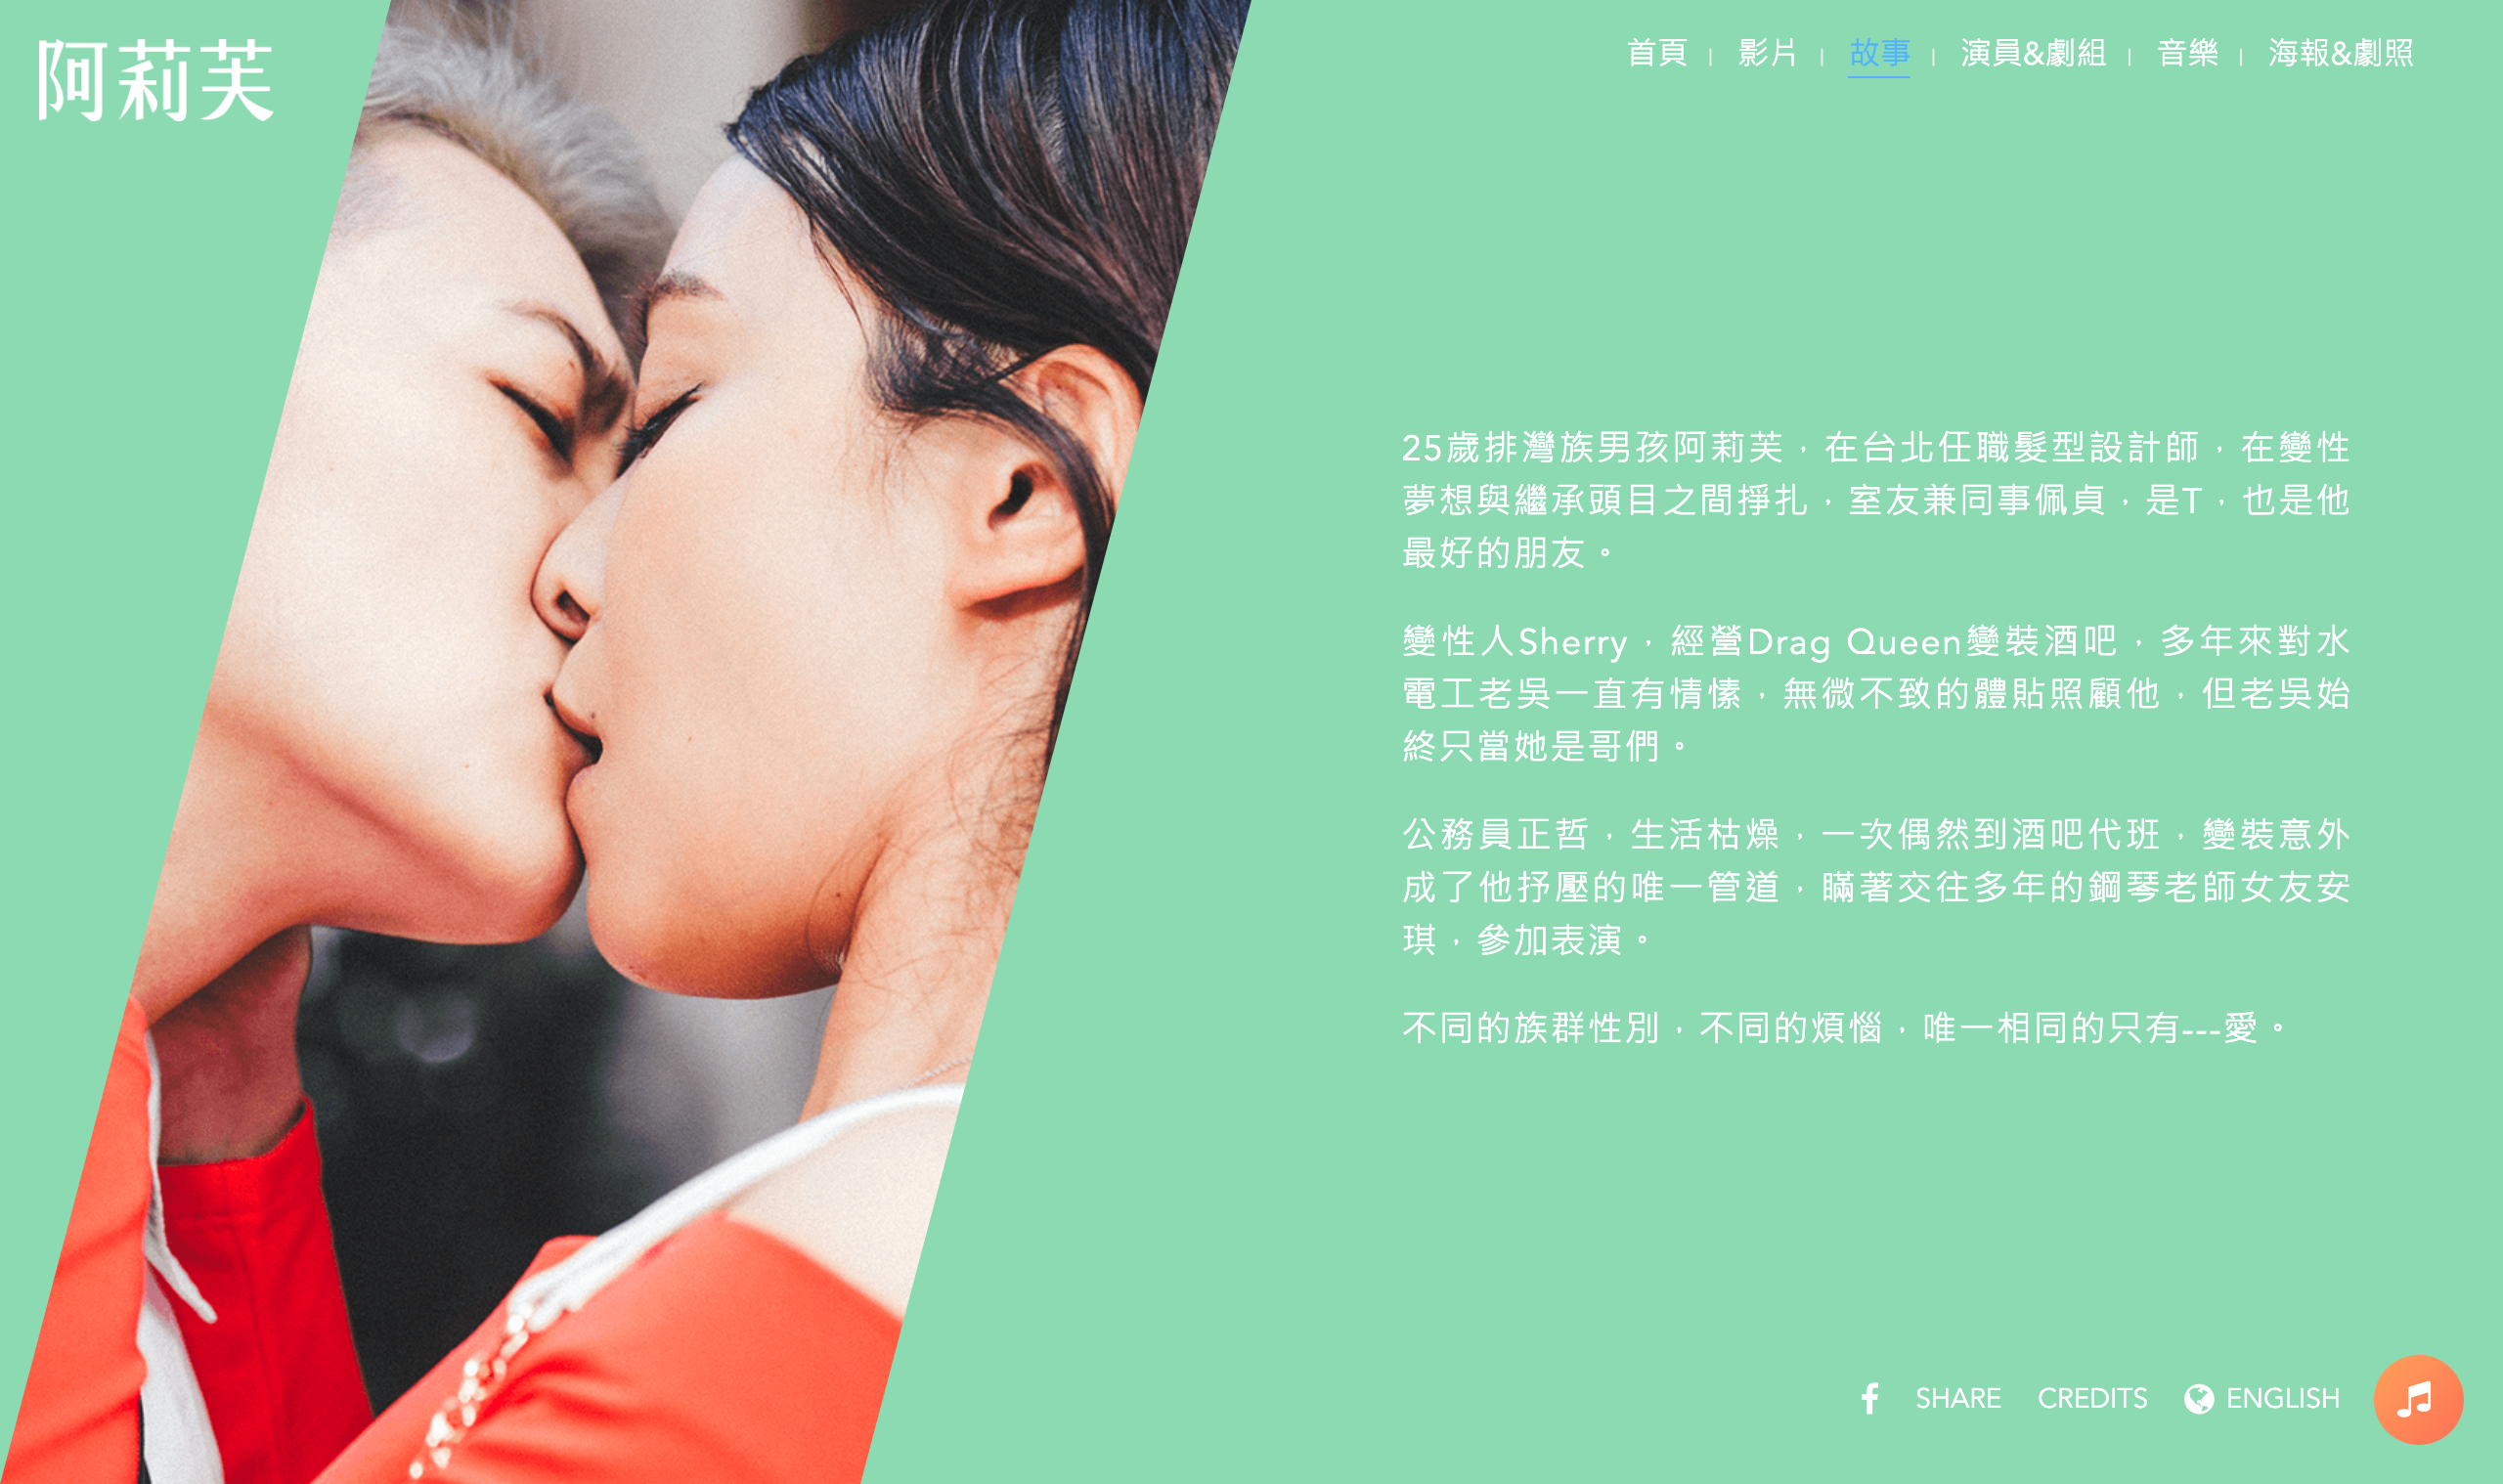 阿莉芙
首頁 | 影片 | 故事 | 演員&劇組 | 音樂 | 海報&劇照
25歲排灣族男孩阿莉芙，在台北任職髮型設計師，在變性
夢想與繼承頭目之間掙扎，室友兼同事佩貞，是T，也是他
最好的朋友。
變性人Sherry，經營Drag Queen變裝酒吧，多年來對水
電工老吳一直有情愫，無微不致的體貼照顧他，但老吳始
終只當她是哥們。
公務員正哲，生活枯燥，一次偶然到酒吧代班，變裝意外
成了他抒壓的唯一管道，瞞著交往多年的鋼琴老師女友安
琪，參加表演。
不同的族群性別，不同的煩惱，唯一相同的只有---愛。
SHARE CREDITS ENGLISH